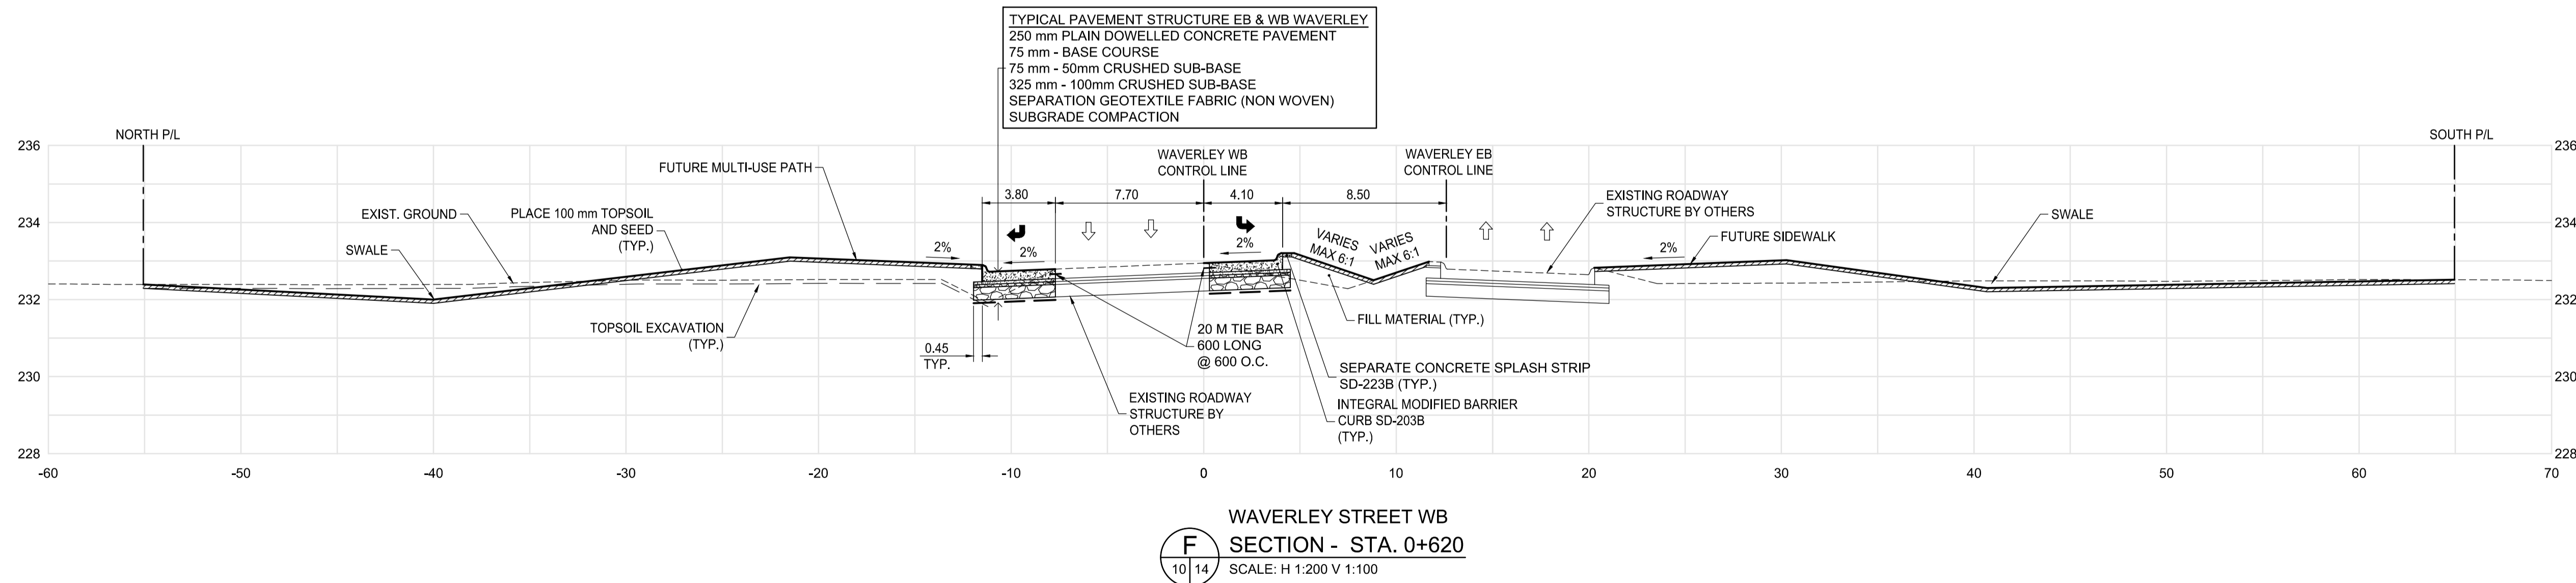 TYPICAL PAVEMENT STRUCTURE EB & WB WAVERLEY
250 mm PLAIN DOWELLED CONCRETE PAVEMENT
75 mm - BASE COURSE
75 mm - 50mm CRUSHED SUB-BASE
325 mm - 100mm CRUSHED SUB-BASE
SEPARATION GEOTEXTILE FABRIC (NON WOVEN)
SUBGRADE COMPACTION
NORTH P/L
SOUTH P/L
236
236
234
234
232
232
230
230
228
228
FUTURE MULTI-USE PATH
EXIST. GROUND
PLACE 100 mm TOPSOIL
AND SEED
(TYP.)
SWALE
TOPSOIL EXCAVATION
(TYP.)
WAVERLEY WB
CONTROL LINE
WAVERLEY EB
CONTROL LINE
3.80
7.70
4.10
8.50
2%
2%
2%
VARIES
MAX 6:1
VARIES
MAX 6:1
EXISTING ROADWAY
STRUCTURE BY OTHERS
2%
FUTURE SIDEWALK
SWALE
0.45
TYP.
20 M TIE BAR
600 LONG
@ 600 O.C.
FILL MATERIAL (TYP.)
EXISTING ROADWAY
STRUCTURE BY
OTHERS
SEPARATE CONCRETE SPLASH STRIP
SD-223B (TYP.)
INTEGRAL MODIFIED BARRIER
CURB SD-203B
(TYP.)
-60
-50
-40
-30
-20
-10
0
10
20
30
40
50
60
70
WAVERLEY STREET WB
F
SECTION - STA. 0+620
10 14
SCALE: H 1:200 V 1:100